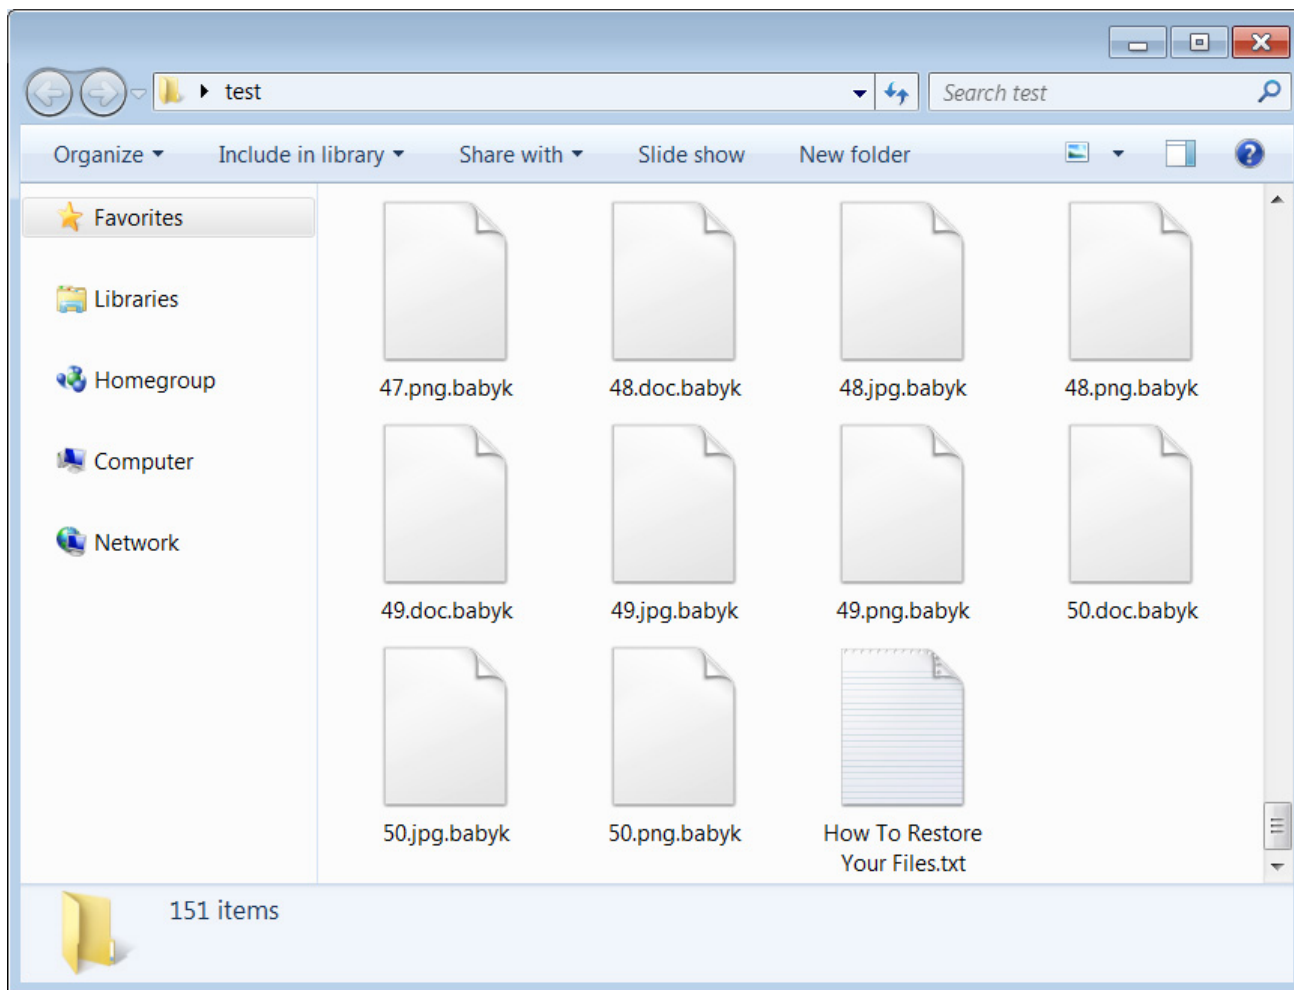 test
Search test
Organize
Include in library
Share with
Slide show
New folder
Favorites
Libraries
Homegroup
Computer
Network
47.png.babyk
48.doc.babyk
48.jpg.babyk
48.png.babyk
49.doc.babyk
49.jpg.babyk
49.png.babyk
50.doc.babyk
50.jpg.babyk
50.png.babyk
How To Restore
Your Files.txt
151 items